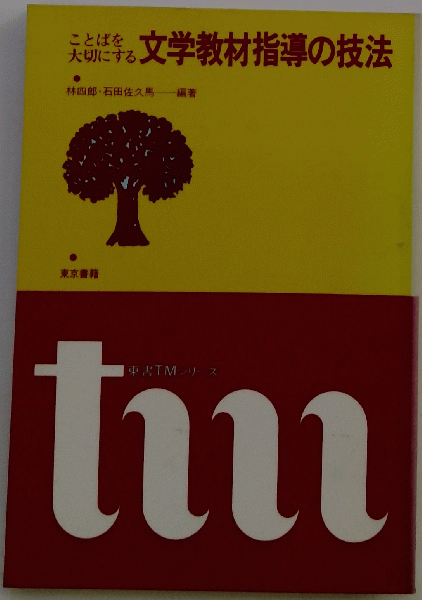 ことばを
大切にする
文学教材指導の技法
林四郎・石田佐久馬──編著
東京書籍
東書TMシリーズ
tm